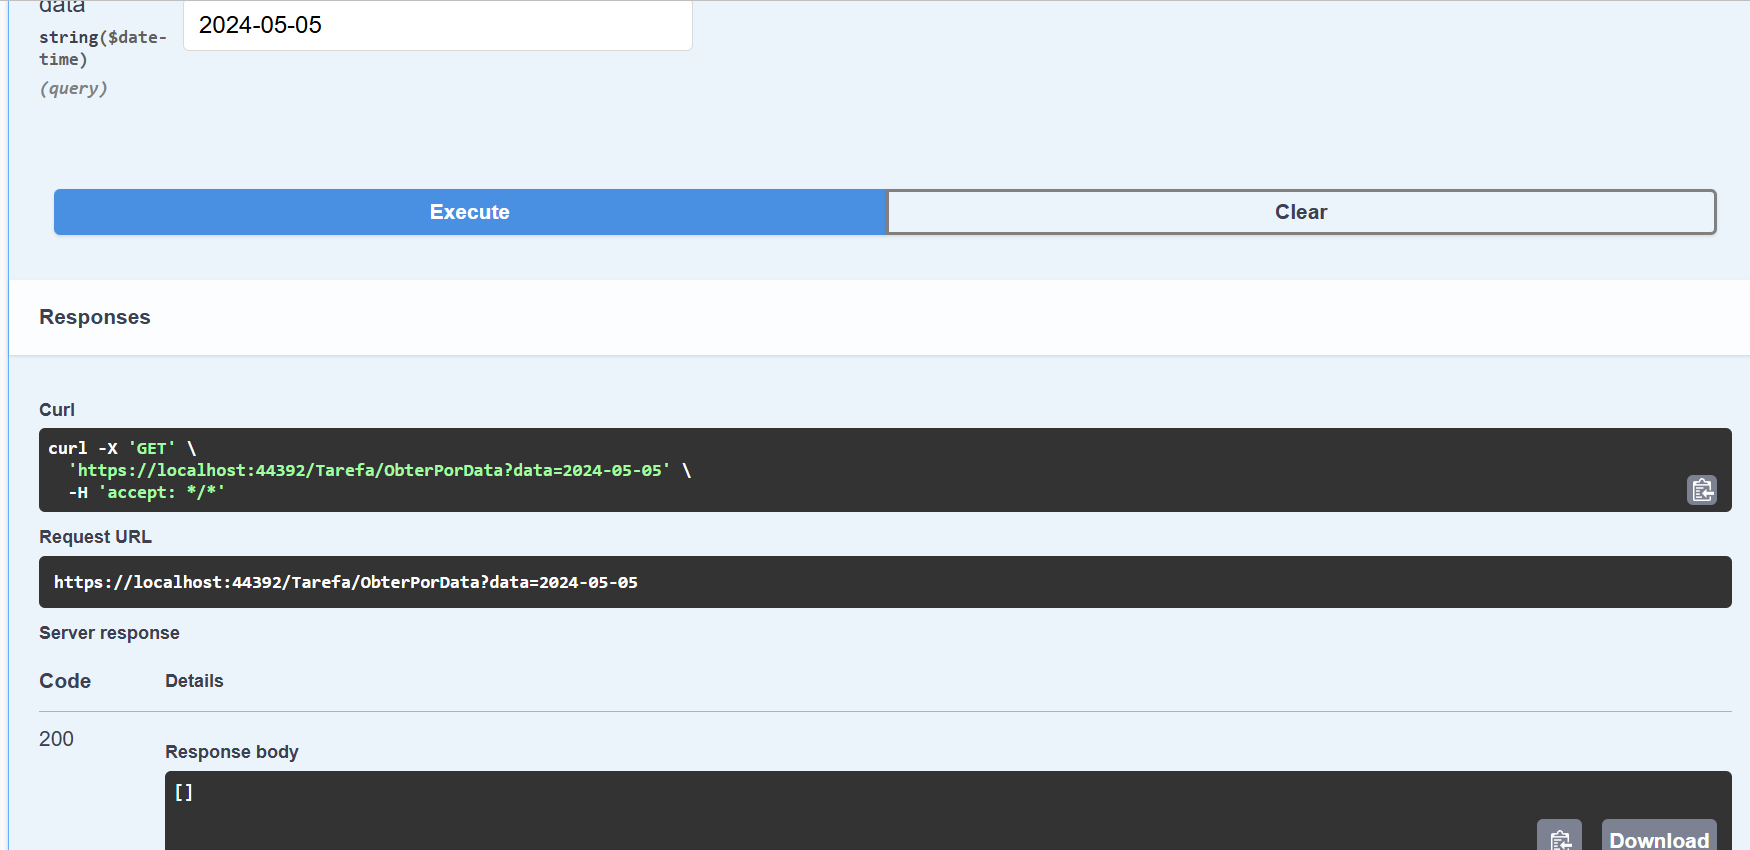 data
2024-05-05
string($date-
time)
(query)
Execute
Clear
Responses
Curl
curl -X 'GET' \
'https://localhost:44392/Tarefa/ObterPorData?data=2024-05-05' \
-H 'accept: */*'
Request URL
https://localhost:44392/Tarefa/ObterPorData?data=2024-05-05
Server response
Code Details
200
Response body
[]
Download